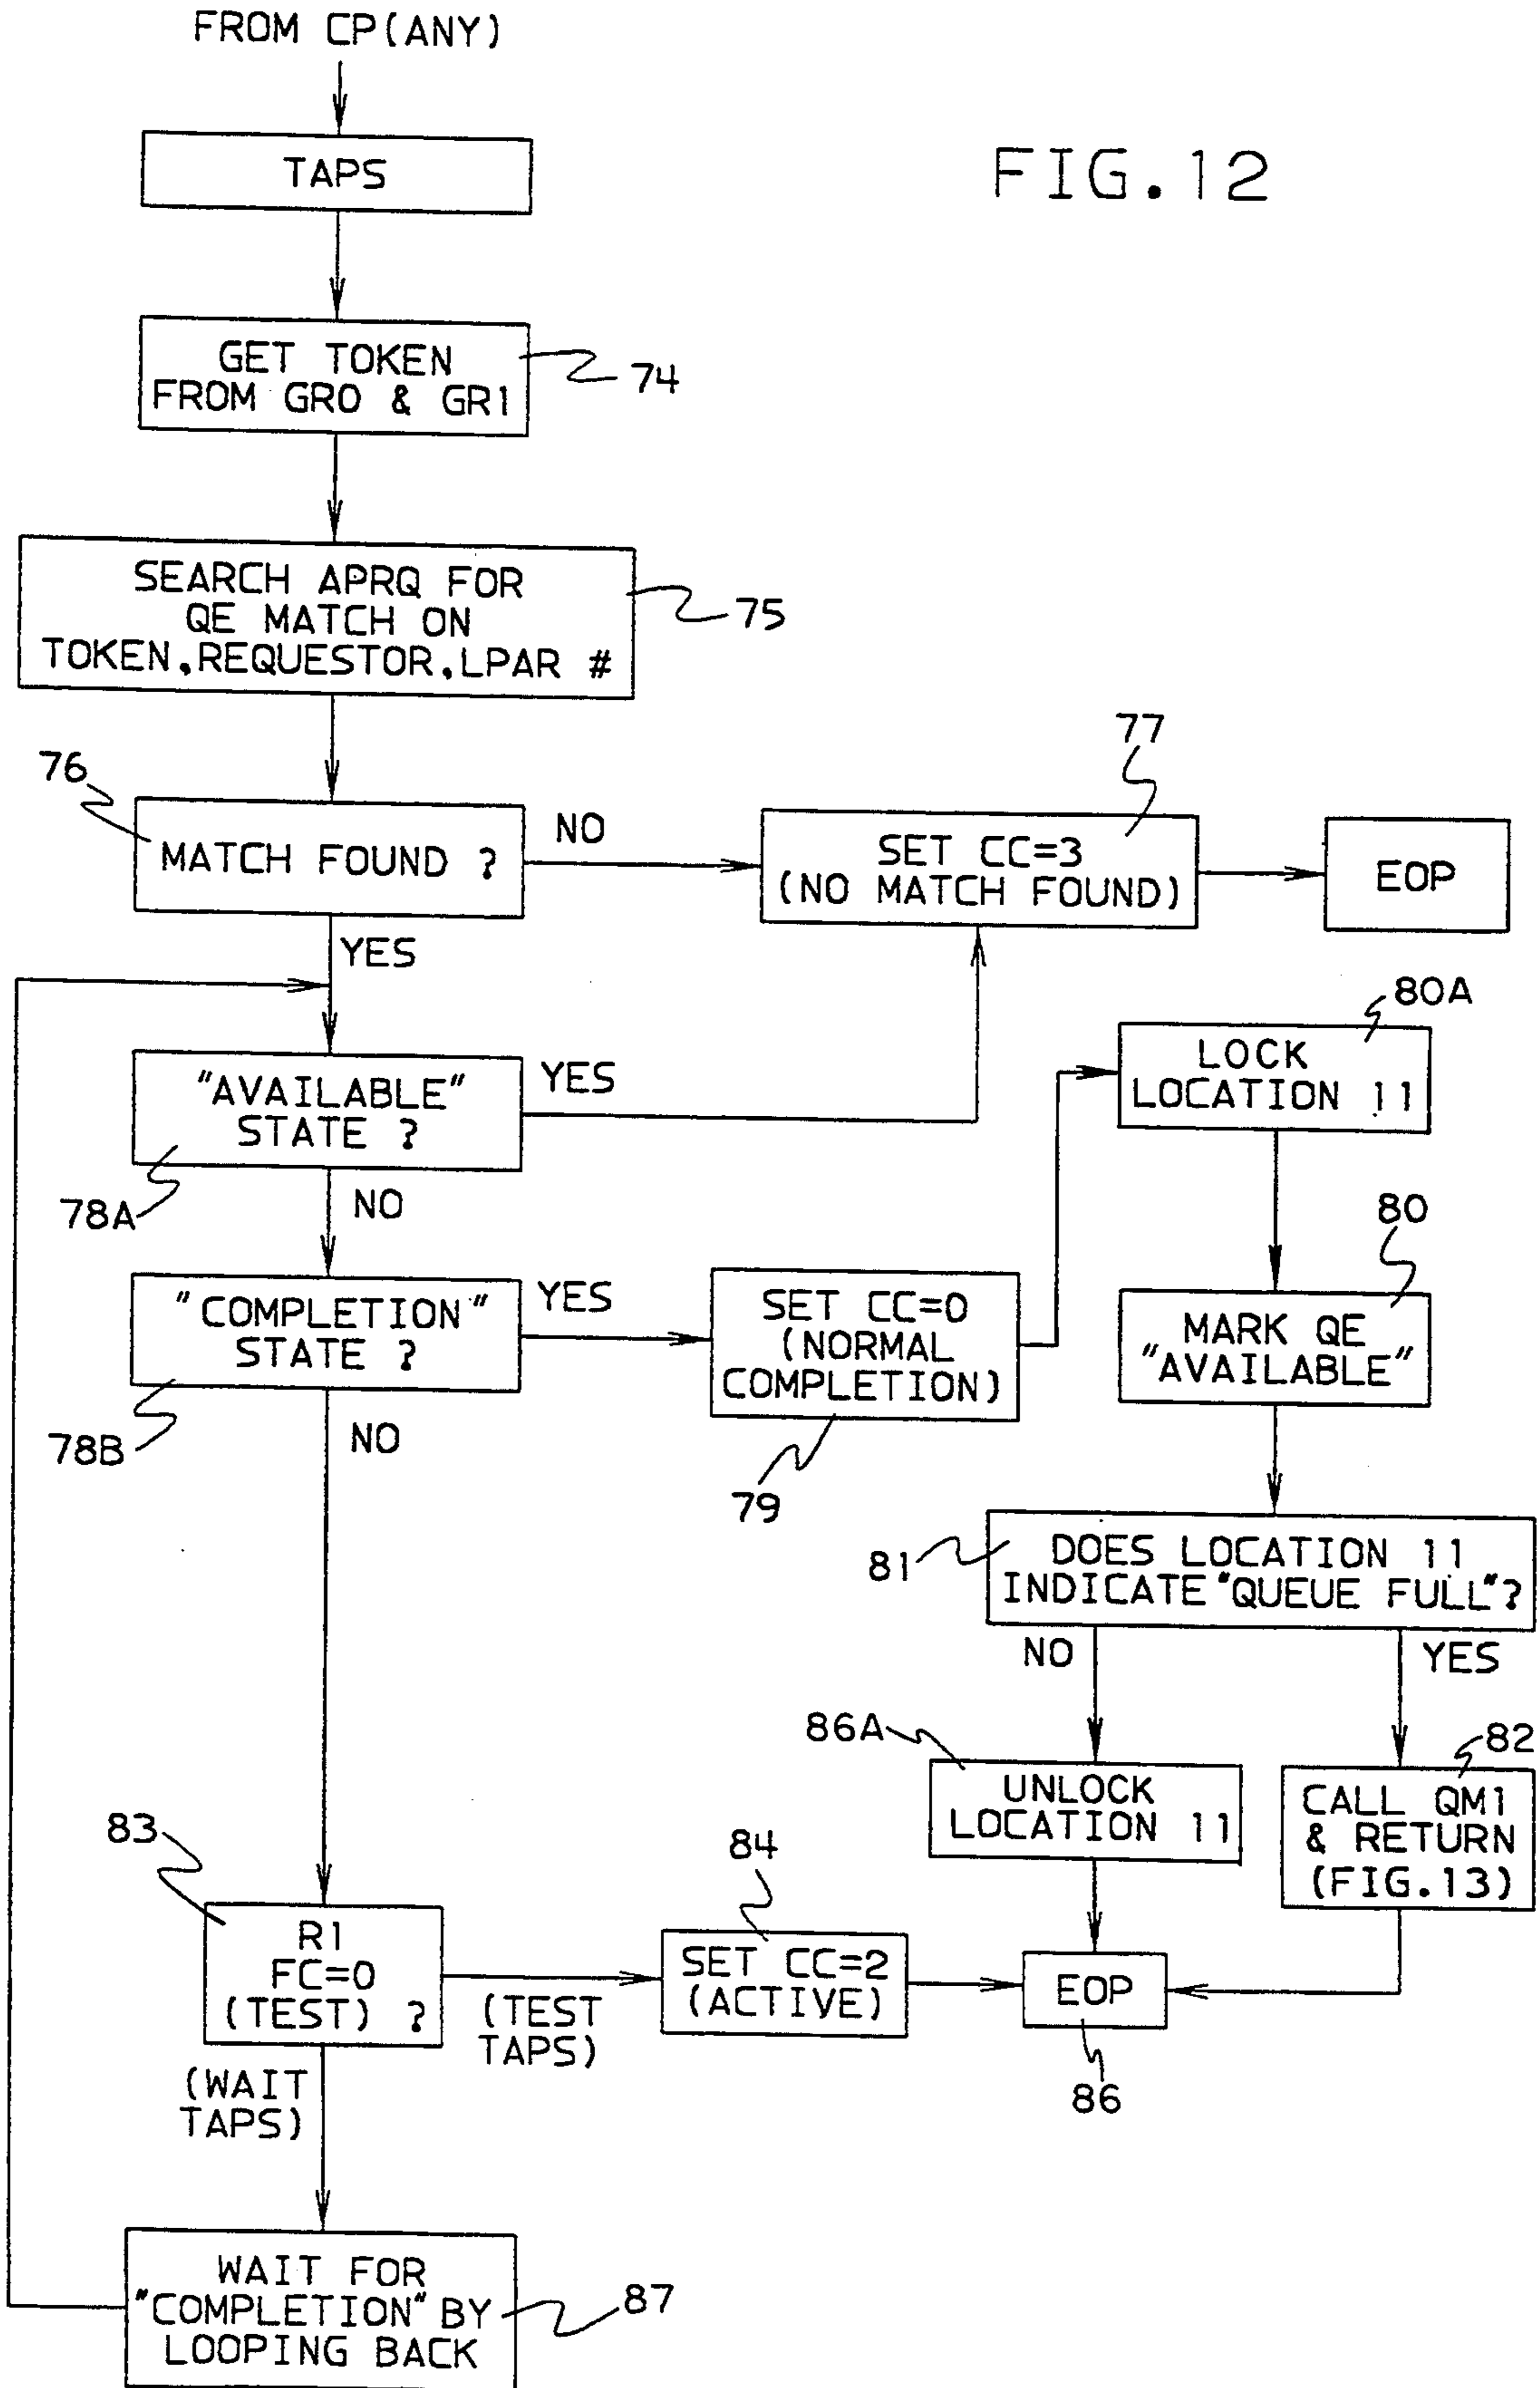 FROM CP(ANY)
TAPS
FIG.12
GET TOKEN
FROM GR0 & GR1
74
SEARCH APRQ FOR
QE MATCH ON
TOKEN,REQUESTOR,LPAR #
75
76
MATCH FOUND ?
NO
77
SET CC=3
(NO MATCH FOUND)
EOP
YES
"AVAILABLE"
STATE ?
YES
78A
NO
80A
LOCK
LOCATION 11
"COMPLETION"
STATE ?
YES
78B
NO
SET CC=0
(NORMAL
COMPLETION)
79
80
MARK QE
"AVAILABLE"
81
DOES LOCATION 11
INDICATE "QUEUE FULL"?
NO
YES
86A
UNLOCK
LOCATION 11
82
CALL QM1
& RETURN
(FIG.13)
83
R1
FC=0
(TEST) ?
(TEST
TAPS)
84
SET CC=2
(ACTIVE)
EOP
86
(WAIT
TAPS)
WAIT FOR
"COMPLETION" BY
LOOPING BACK
87